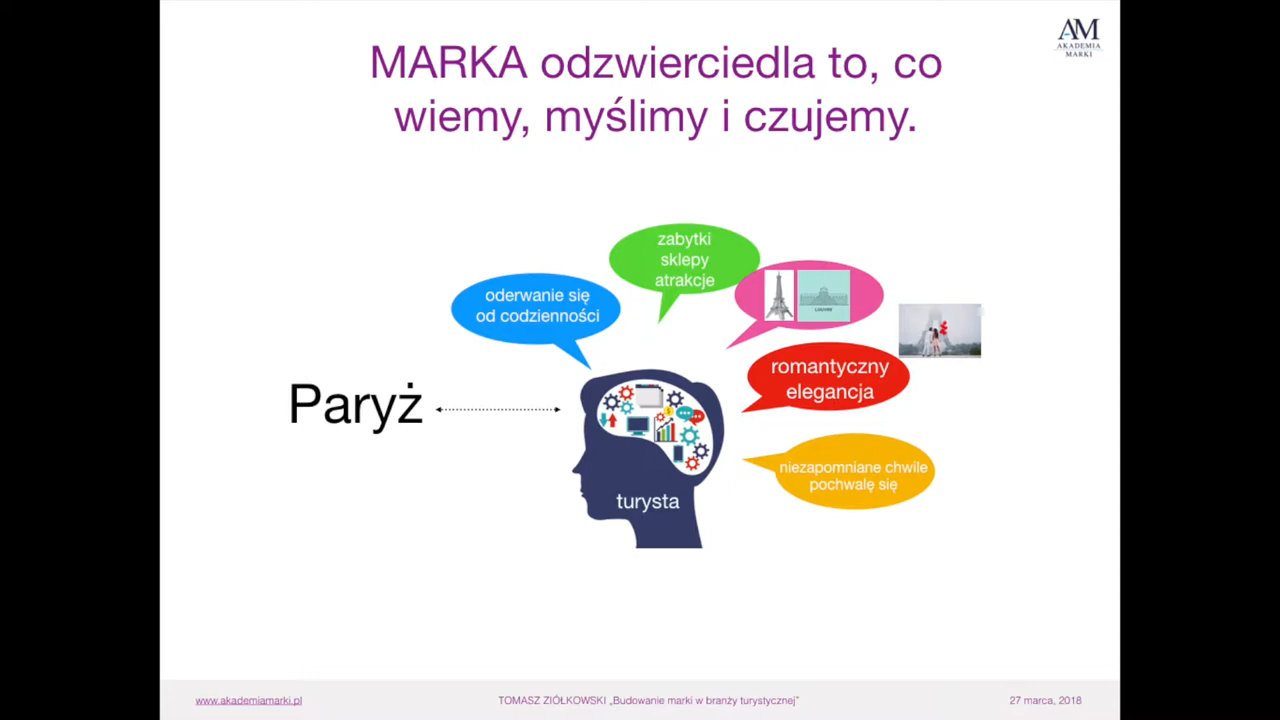 AM
AKADEMIA
MARKI
MARKA odzwierciedla to, co
wiemy, myślimy i czujemy.
zabytki
sklepy
atrakcje
oderwanie się
od codzienności
LOUVRE
romantyczny
elegancja
Paryż
niezapomniane chwile
pochwalę się
turysta
www.akademiamarki.pl
TOMASZ ZIÓŁKOWSKI „Budowanie marki w branży turystycznej”
27 marca, 2018